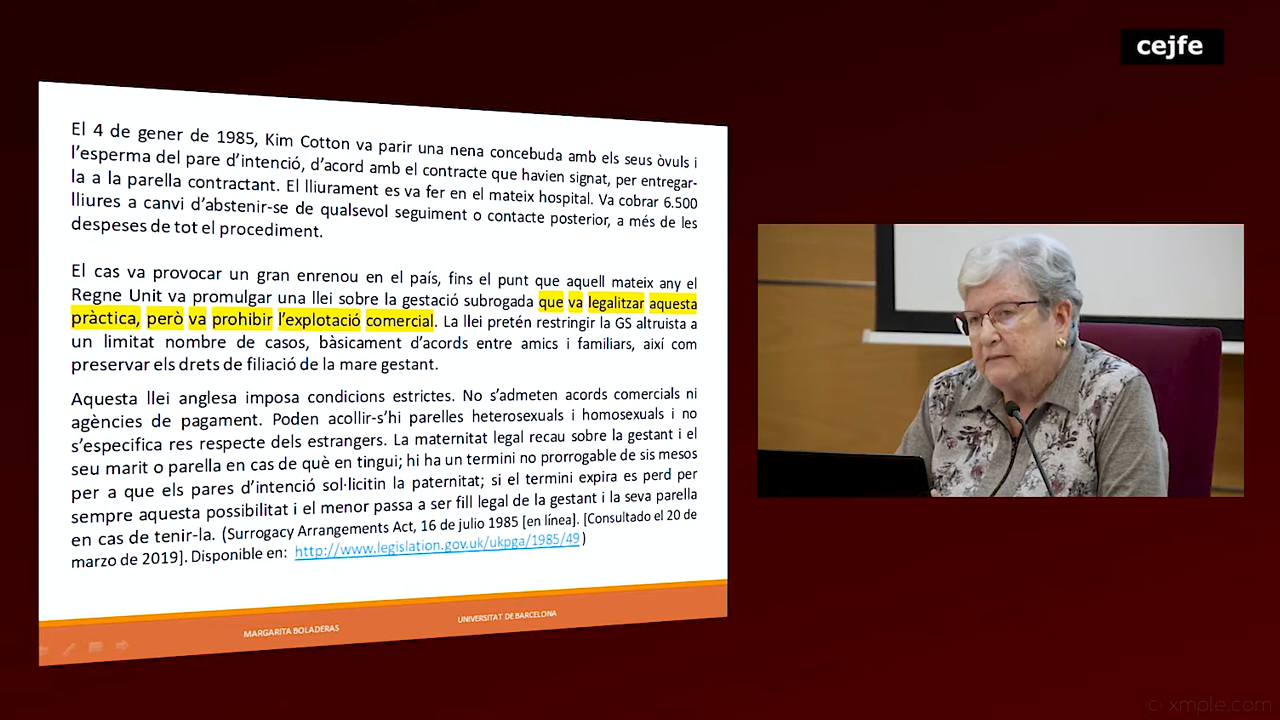 cejfe
El 4 de gener de 1985, Kim Cotton va parir una nena concebuda amb els seus òvuls i
l'esperma del pare d'intenció, d'acord amb el contracte que havien signat, per entregar-
la a la parella contractant. El lliurament es va fer en el mateix hospital. Va cobrar 6.500
lliures a canvi d'abstenir-se de qualsevol seguiment o contacte posterior, a més de les
despeses de tot el procediment.
El cas va provocar un gran enrenou en el país, fins el punt que aquell mateix any el
Regne Unit va promulgar una llei sobre la gestació subrogada que va legalitzar aquesta
pràctica, però va prohibir l'explotació comercial. La llei pretén restringir la GS altruista a
un limitat nombre de casos, bàsicament d'acords entre amics i familiars, així com
preservar els drets de filiació de la mare gestant.
Aquesta llei anglesa imposa condicions estrictes. No s'admeten acords comercials ni
agències de pagament. Poden acollir-s'hi parelles heterosexuals i homosexuals i no
s'especifica res respecte dels estrangers. La maternitat legal recau sobre la gestant i el
seu marit o parella en cas de què en tingui; hi ha un termini no prorrogable de sis mesos
per a que els pares d'intenció sol·licitin la paternitat; si el termini expira es perd per
sempre aquesta possibilitat i el menor passa a ser fill legal de la gestant i la seva parella
en cas de tenir-la. (Surrogacy Arrangements Act, 16 de julio 1985 [en línea]. [Consultado el 20 de
marzo de 2019]. Disponible en: http://www.legislation.gov.uk/ukpga/1985/49)
MARGARITA BOLADERAS
UNIVERSITAT DE BARCELONA
© xmple.com